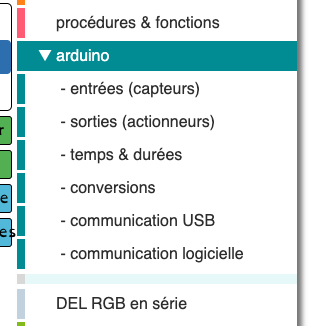 procédures & fonctions
▼ arduino
- entrées (capteurs)
- sorties (actionneurs)
- temps & durées
- conversions
- communication USB
- communication logicielle
DEL RGB en série